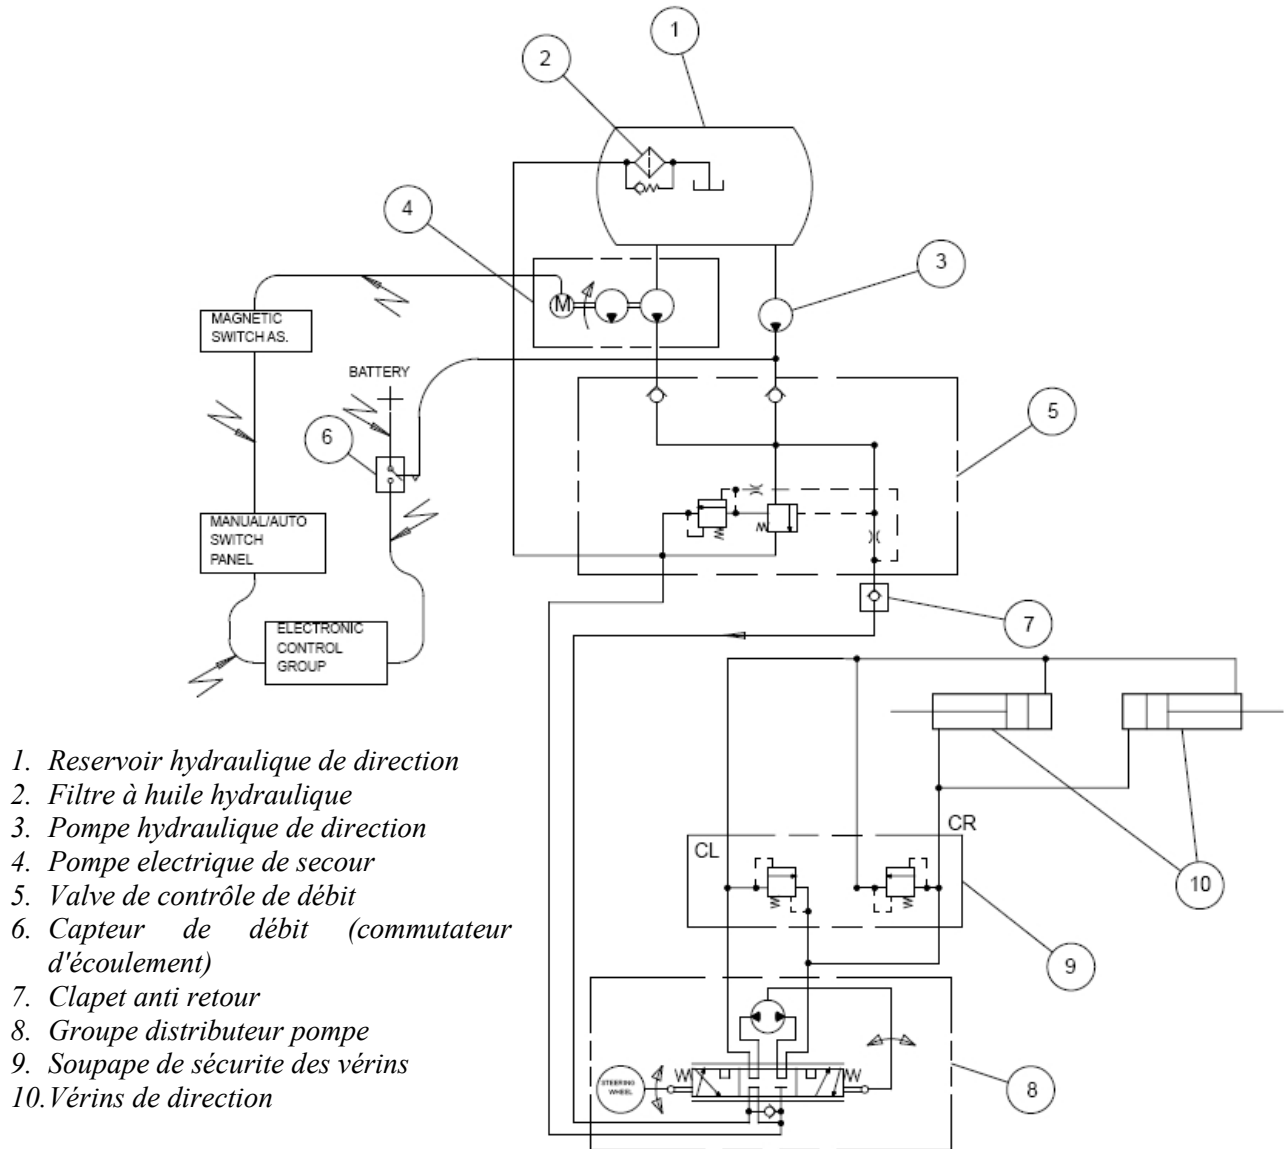 1
2
3
4
M
MAGNETIC
SWITCH AS.
BATTERY
5
6
MANUAL/AUTO
SWITCH
PANEL
7
ELECTRONIC
CONTROL
GROUP
1. Reservoir hydraulique de direction
2. Filtre à huile hydraulique
3. Pompe hydraulique de direction
4. Pompe electrique de secour
5. Valve de contrôle de débit
6. Capteur de débit (commutateur
d'écoulement)
7. Clapet anti retour
8. Groupe distributeur pompe
9. Soupape de sécurite des vérins
10. Vérins de direction
CL
CR
10
9
STEERING
WHEEL
8